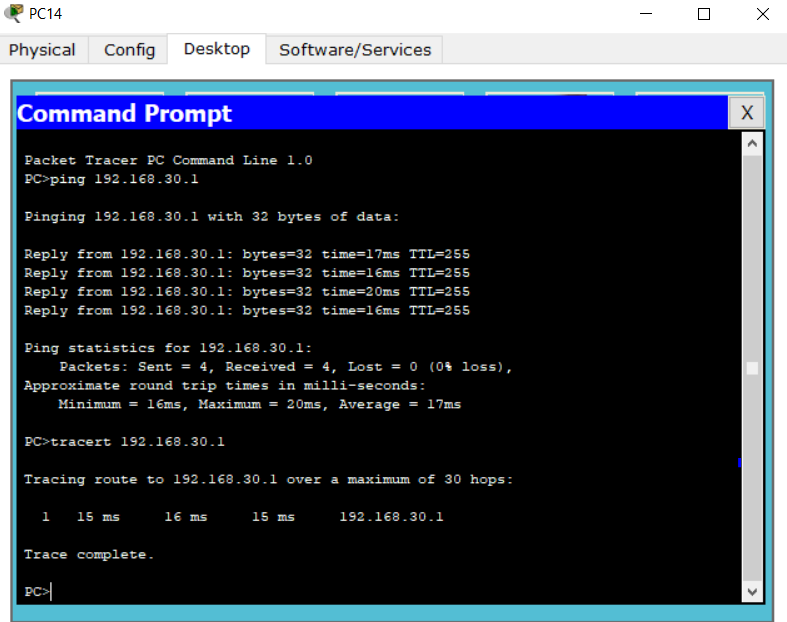 PC14
Physical Config Desktop Software/Services
Command Prompt X
Packet Tracer PC Command Line 1.0
PC>ping 192.168.30.1
Pinging 192.168.30.1 with 32 bytes of data:
Reply from 192.168.30.1: bytes=32 time=17ms TTL=255
Reply from 192.168.30.1: bytes=32 time=16ms TTL=255
Reply from 192.168.30.1: bytes=32 time=20ms TTL=255
Reply from 192.168.30.1: bytes=32 time=16ms TTL=255
Ping statistics for 192.168.30.1:
Packets: Sent = 4, Received = 4, Lost = 0 (0% loss),
Approximate round trip times in milli-seconds:
Minimum = 16ms, Maximum = 20ms, Average = 17ms
PC>tracert 192.168.30.1
Tracing route to 192.168.30.1 over a maximum of 30 hops:
1 15 ms 16 ms 15 ms 192.168.30.1
Trace complete.
PC>